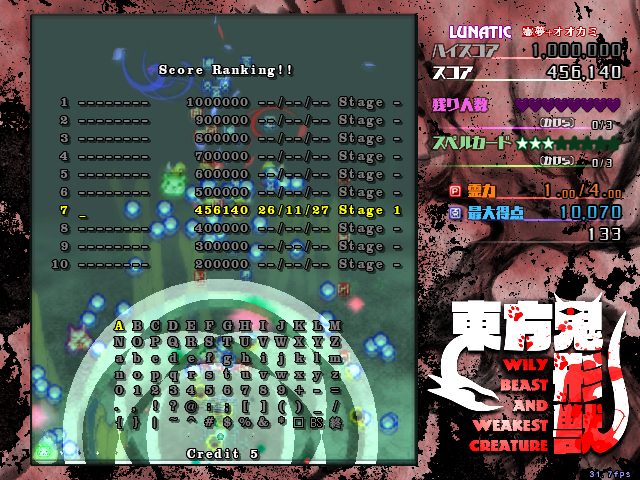 Score Ranking!!
1 -------- 1000000 --/--/-- Stage -
2 -------- 900000 --/--/-- Stage -
3 -------- 800000 --/--/-- Stage -
4 -------- 700000 --/--/-- Stage -
5 -------- 600000 --/--/-- Stage -
6 -------- 500000 --/--/-- Stage -
7 _ 456140 26/11/27 Stage 1
8 -------- 400000 --/--/-- Stage -
9 -------- 300000 --/--/-- Stage -
10 -------- 200000 --/--/-- Stage -
A B C D E F G H I J K L M
N O P Q R S T U V W X Y Z
a b c d e f g h i j k l m
n o p q r s t u v w x y z
0 1 2 3 4 5 6 7 8 9 + - =
. , ! ? @ : ; [ ] ( ) _ /
{ } | ~ ^ # $ % & * BS 終
Credit 5
LUNATIC 霊夢+オオカミ
ハイスコア 1,000,000
スコア 456,140
残り人数
(かけら) 0/3
スペルカード ★★★★★★★★
(かけら) 0/3
P 霊力 1.00/4.00
最大得点 10,070
133
東方鬼形獣
WILY
BEAST
AND
WEAKEST
CREATURE
31.7fps